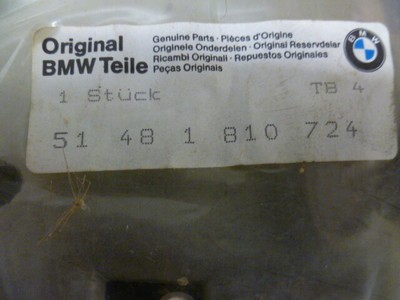 Original
BMW Teile
Genuine Parts · Pièces d'Origine
Originele Onderdelen · Original Reservdelar
Ricambi Originali · Repuestos Originales
Peças Originais
BMW
1 Stück TB 4
51 48 1 810 724